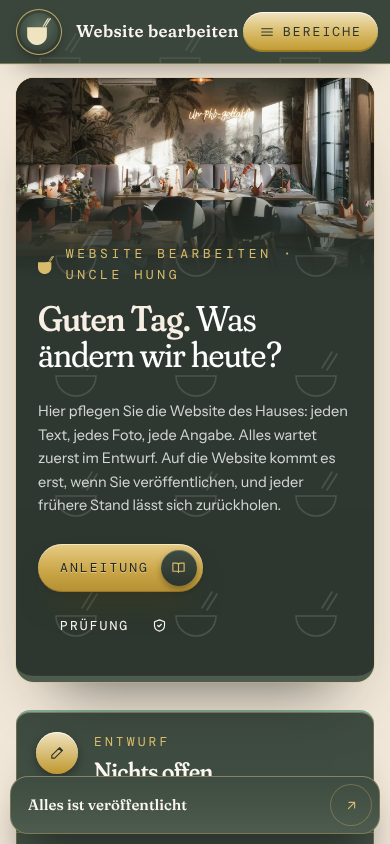 Website bearbeiten
BEREICHE
WEBSITE BEARBEITEN ·
UNCLE HUNG
Guten Tag. Was
ändern wir heute?
Hier pflegen Sie die Website des Hauses: jeden
Text, jedes Foto, jede Angabe. Alles wartet
zuerst im Entwurf. Auf die Website kommt es
erst, wenn Sie veröffentlichen, und jeder
frühere Stand lässt sich zurückholen.
ANLEITUNG
PRÜFUNG
ENTWURF
Nichts offen
Alles ist veröffentlicht